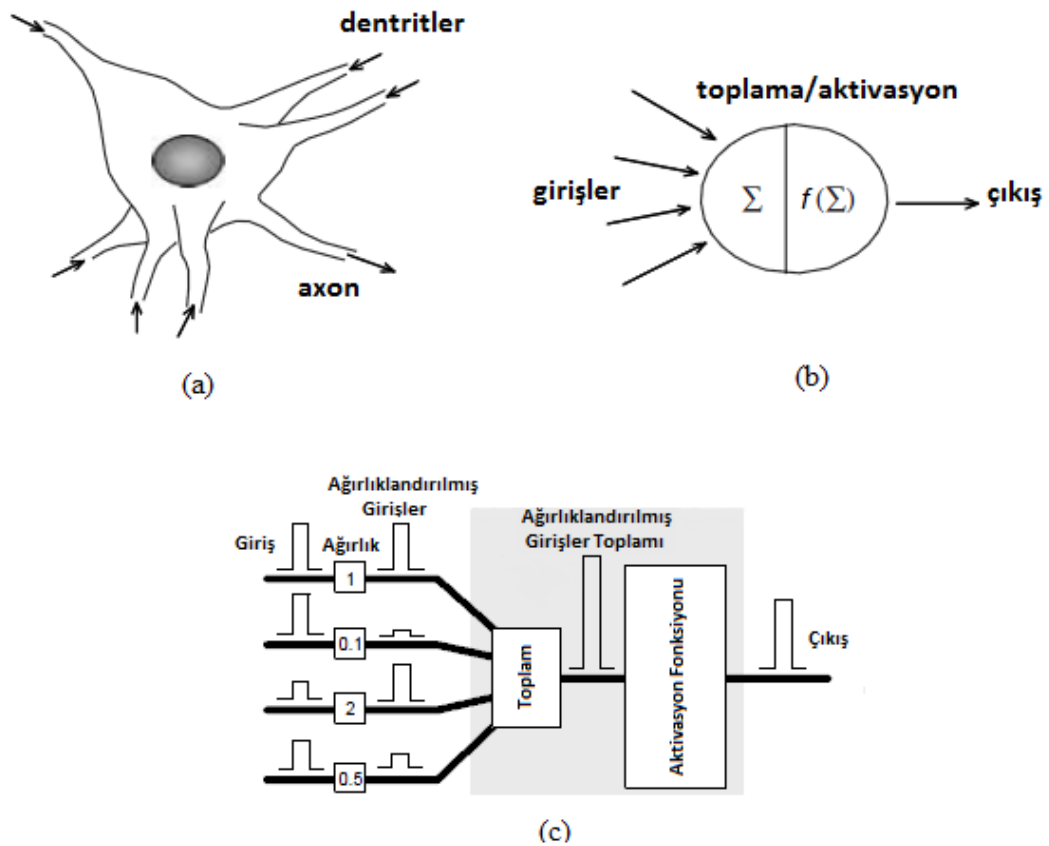 dentritler
axon
(a)
toplama/aktivasyon
girişler
Σ
f(Σ)
çıkış
(b)
Ağırlıklandırılmış
Girişler
Giriş
Ağırlık
1
0.1
2
0.5
Toplam
Ağırlıklandırılmış
Girişler Toplamı
Aktivasyon Fonksiyonu
Çıkış
(c)